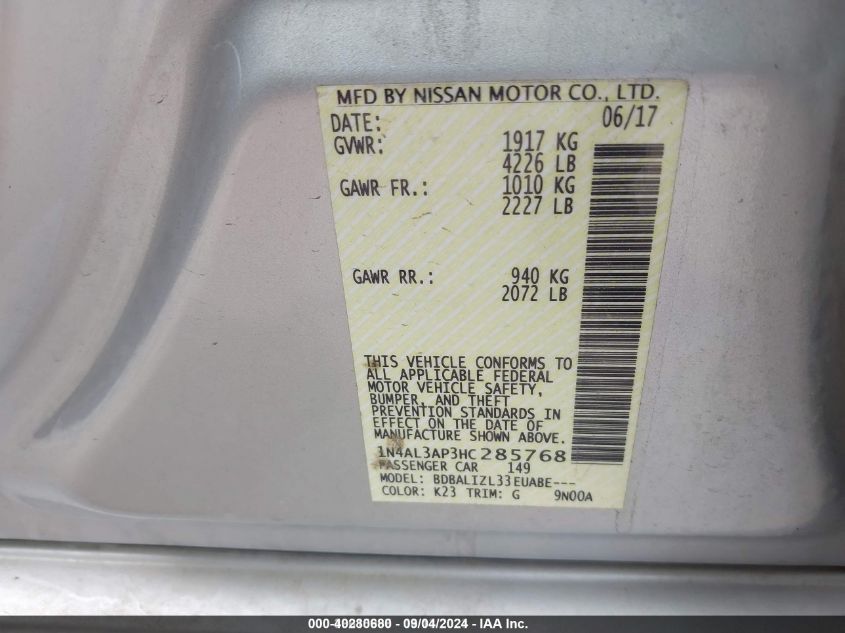 MFD BY NISSAN MOTOR CO., LTD.
DATE: 06/17
GVWR: 1917 KG
4226 LB
GAWR FR.: 1010 KG
2227 LB
GAWR RR.: 940 KG
2072 LB
THIS VEHICLE CONFORMS TO
ALL APPLICABLE FEDERAL
MOTOR VEHICLE SAFETY,
BUMPER, AND THEFT
PREVENTION STANDARDS IN
EFFECT ON THE DATE OF
MANUFACTURE SHOWN ABOVE.
1N4AL3AP3HC285768
PASSENGER CAR 149
MODEL: BDBALIZL33EUABE---
COLOR: K23 TRIM: G 9N00A
000-40280680 - 09/04/2024 - IAA Inc.